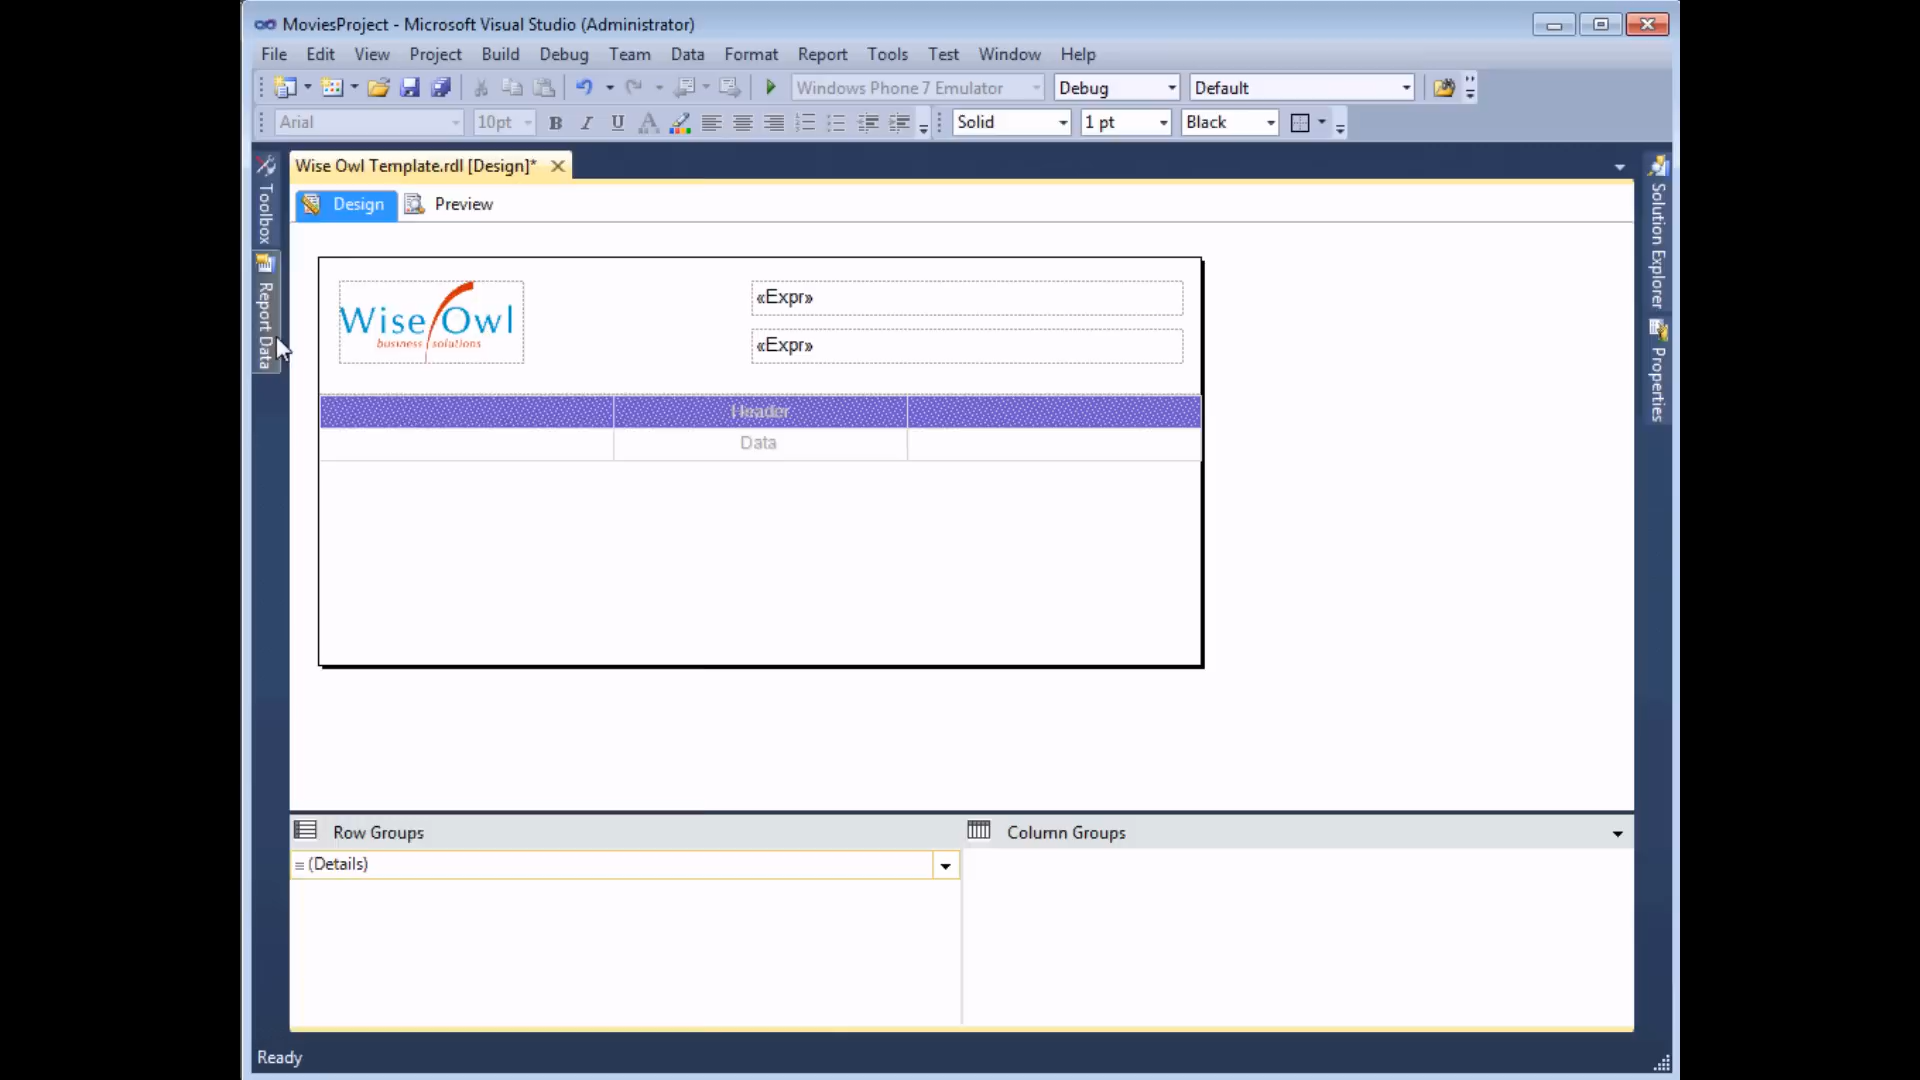 MoviesProject - Microsoft Visual Studio (Administrator)
File Edit View Project Build Debug Team Data Format Report Tools Test Window Help
Windows Phone 7 Emulator Debug Default
Arial 10pt B I U A Solid 1 pt Black
Toolbox
Report Data
Wise Owl Template.rdl [Design]*
Design Preview
Wise Owl
business solutions
«Expr»
«Expr»
Header
Data
Solution Explorer
Properties
Row Groups
(Details)
Column Groups
Ready